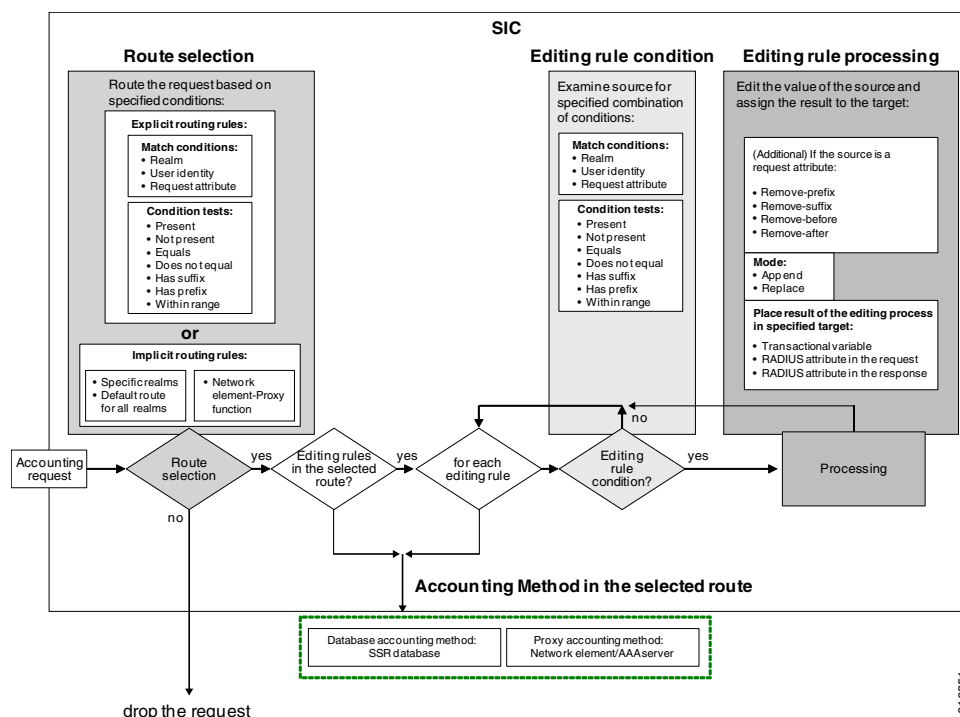 SIC
Route selection
Route the request based on
specified conditions:
Explicit routing rules:
Match conditions:
• Realm
• User identity
• Request attribute
Condition tests:
• Present
• Not present
• Equals
• Does not equal
• Has suffix
• Has prefix
• Within range
or
Implicit routing rules:
• Specific realms
• Default route
for all realms
• Network
element-Proxy
function
Editing rule condition
Examine source for
specified combination
of conditions:
Match conditions:
• Realm
• User identity
• Request attribute
Condition tests:
• Present
• Not present
• Equals
• Does not equal
• Has suffix
• Has prefix
• Within range
Editing rule processing
Edit the value of the source and
assign the result to the target:
(Additional) If the source is a
request attribute:
• Remove-prefix
• Remove-suffix
• Remove-before
• Remove-after
Mode:
• Append
• Replace
Place result of the editing process
in specified target:
• Transactional variable
• RADIUS attribute in the request
• RADIUS attribute in the response
Accounting
request
Route
selection
yes
no
Editing rules
in the selected
route?
yes
for each
editing rule
Editing
rule
condition?
no
yes
Processing
Accounting Method in the selected route
Database accounting method:
SSR database
Proxy accounting method:
Network element/AAA server
drop the request